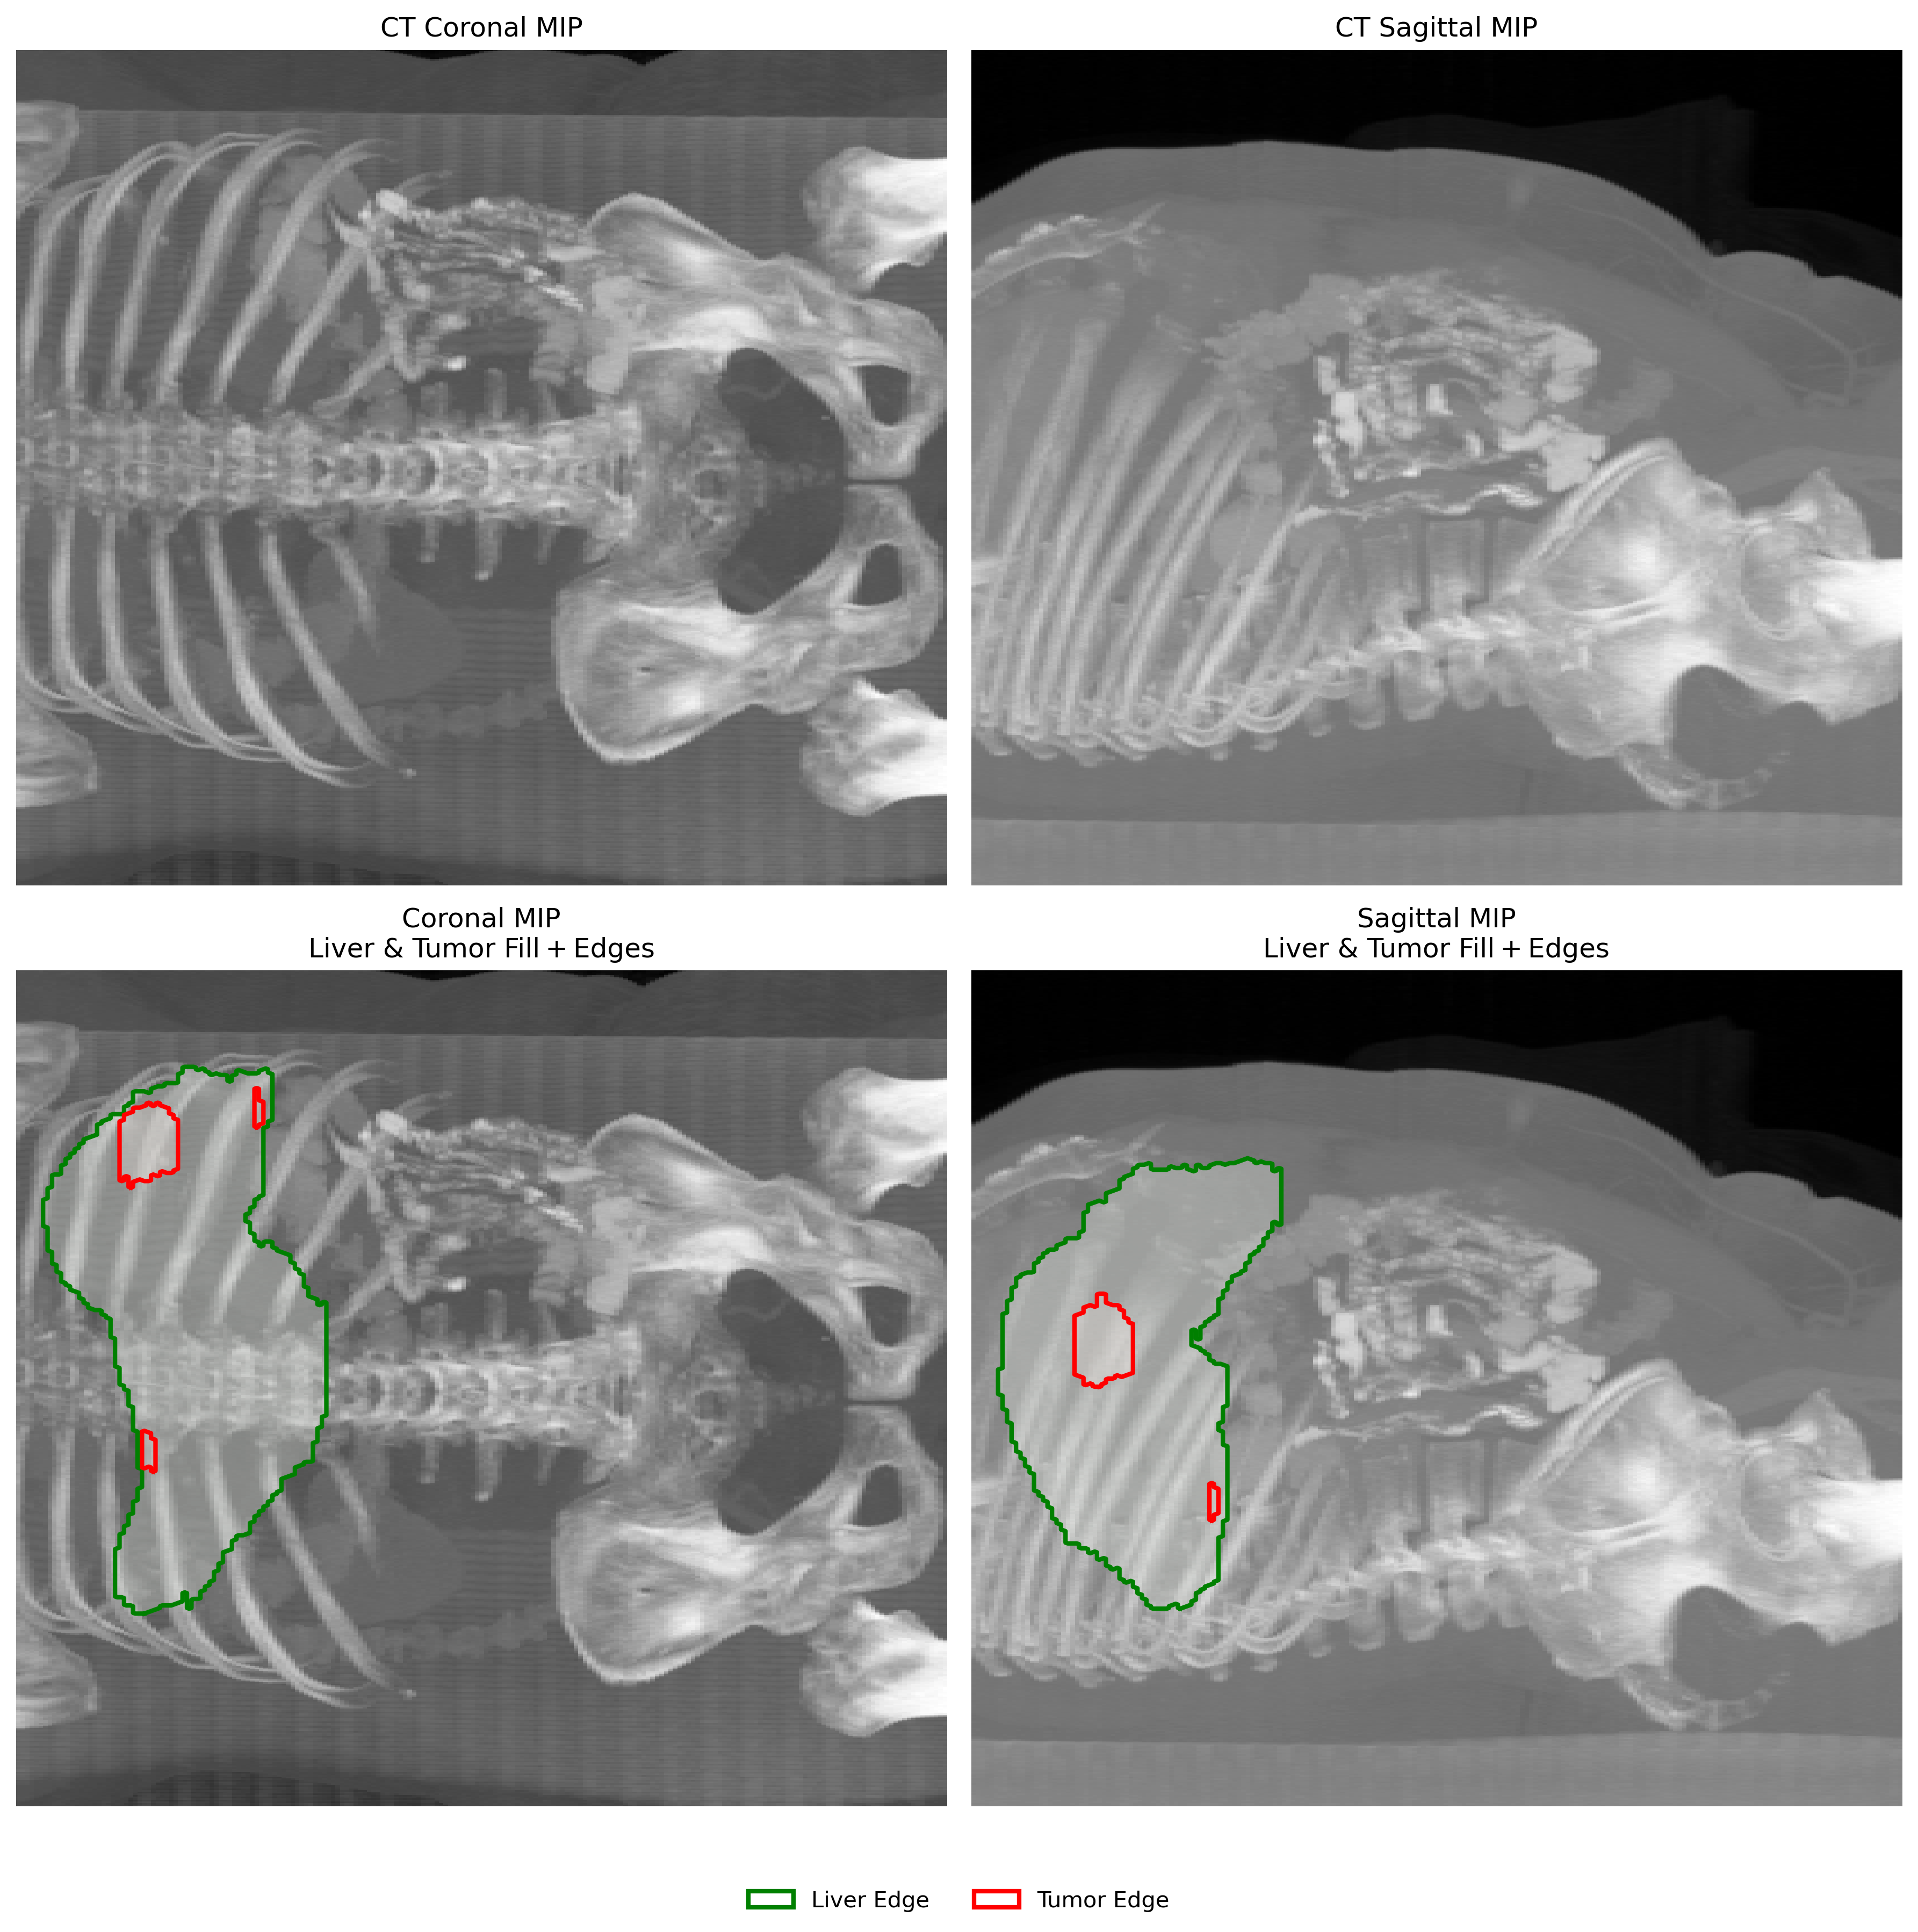 CT Coronal MIP
CT Sagittal MIP
Coronal MIP
Liver & Tumor Fill + Edges
Sagittal MIP
Liver & Tumor Fill + Edges
Liver Edge
Tumor Edge